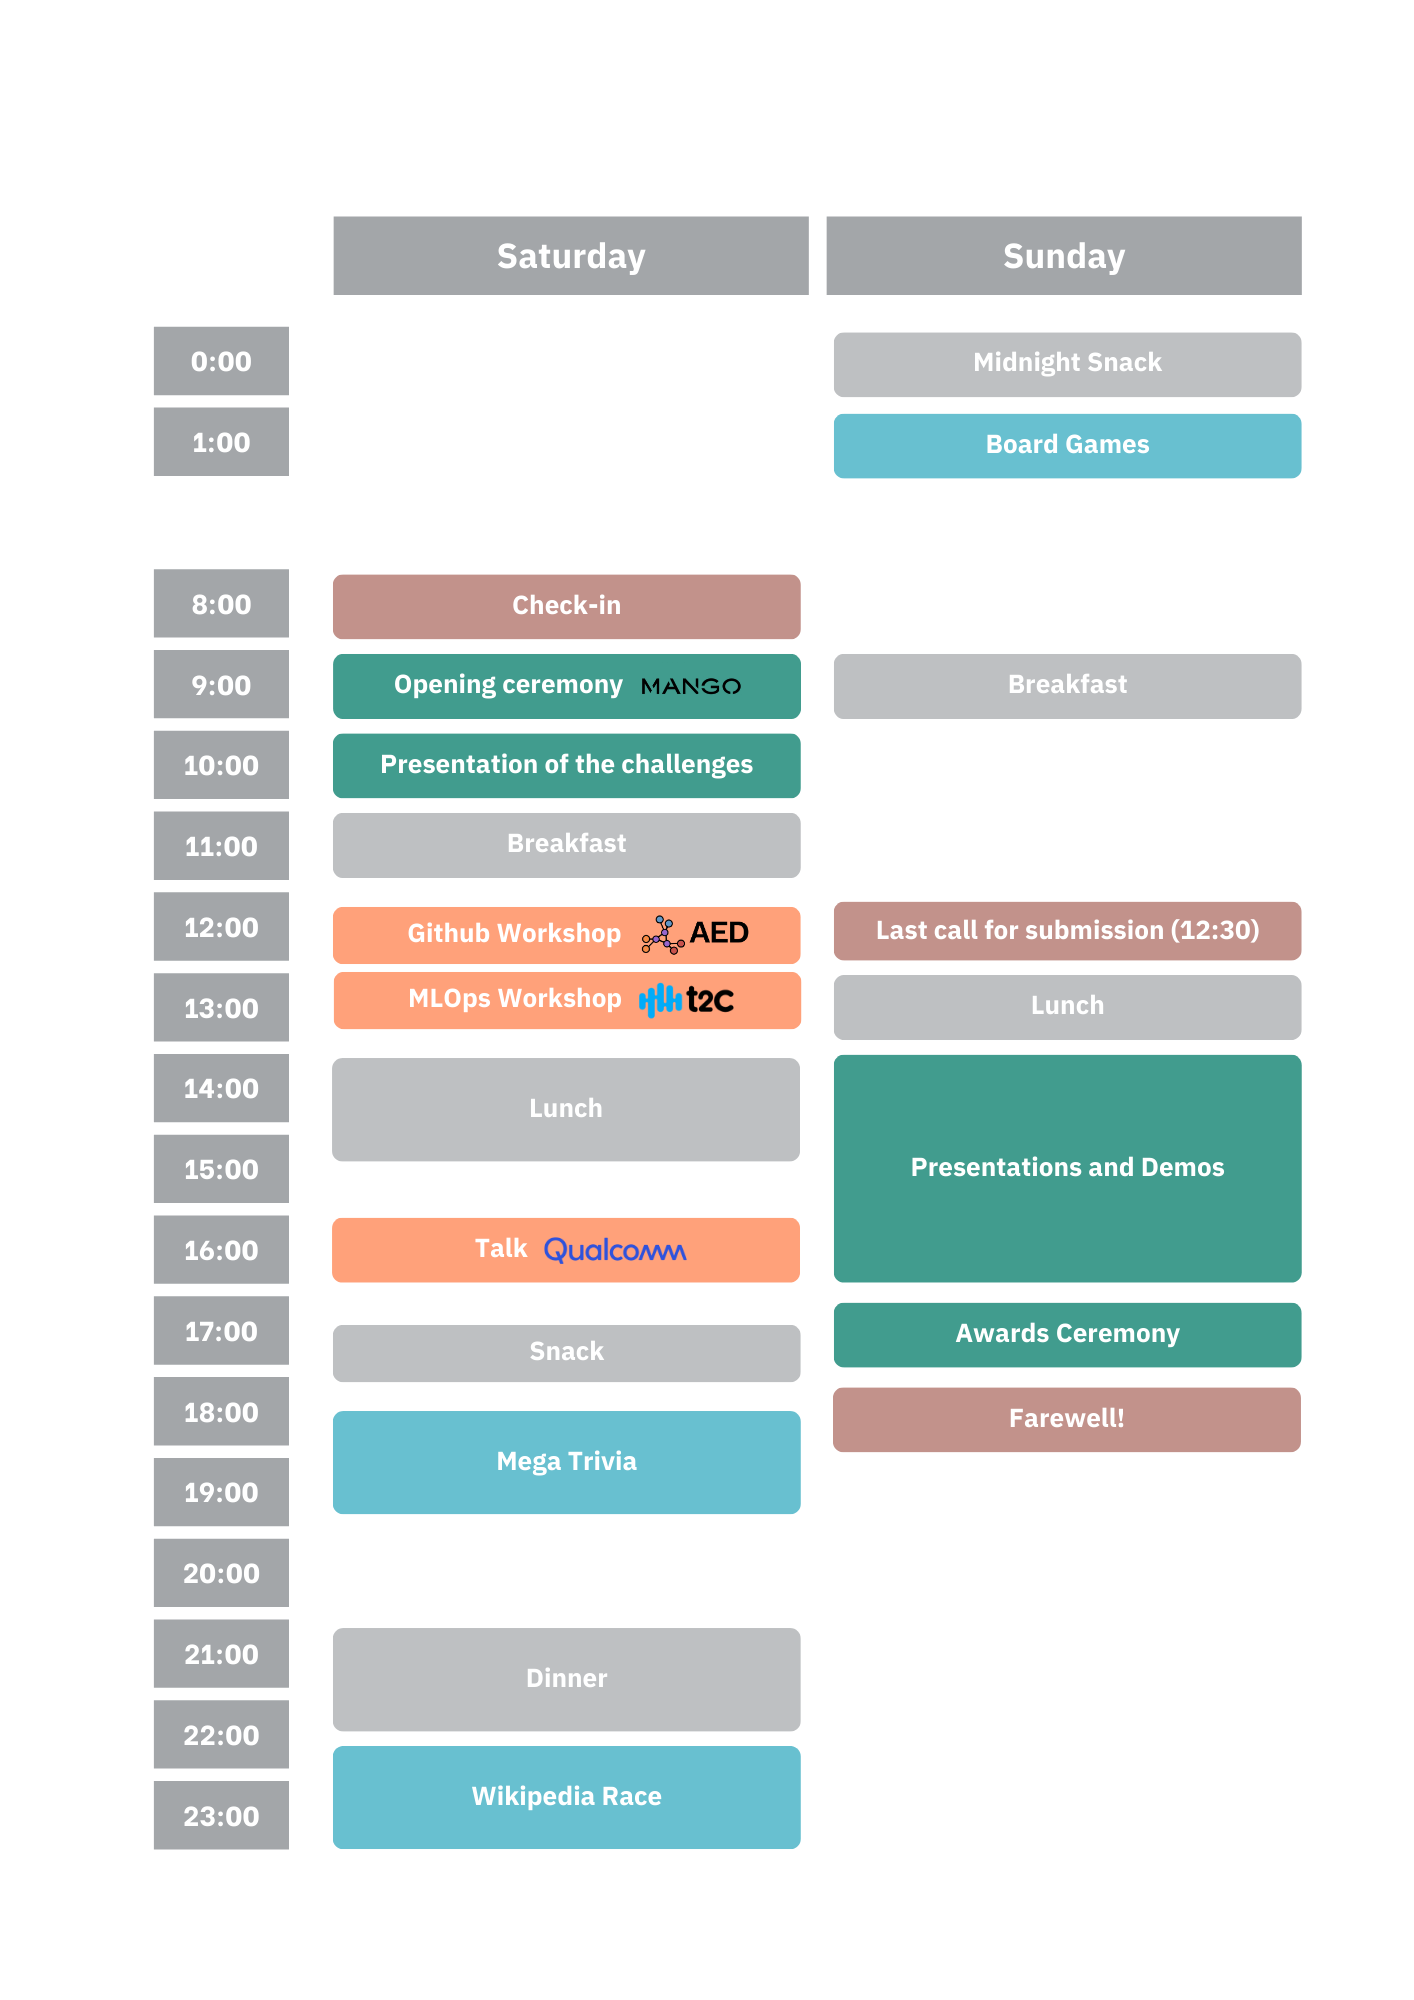 Saturday
Sunday
0:00
Midnight Snack
1:00
Board Games
8:00
Check-in
9:00
Opening ceremony MANGO
Breakfast
10:00
Presentation of the challenges
11:00
Breakfast
12:00
Github Workshop AED
Last call for submission (12:30)
13:00
MLOps Workshop t2C
Lunch
14:00
Lunch
15:00
Presentations and Demos
16:00
Talk Qualcomm
17:00
Snack
Awards Ceremony
18:00
Farewell!
Mega Trivia
19:00
20:00
21:00
Dinner
22:00
Wikipedia Race
23:00